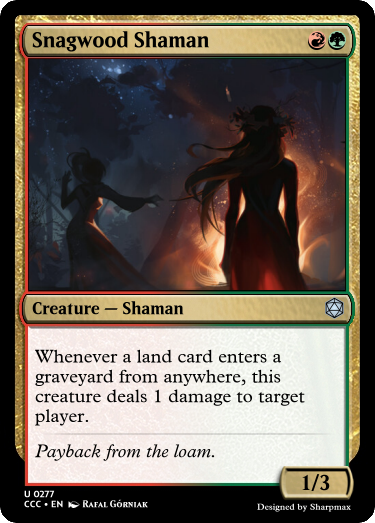 Snagwood Shaman
Creature — Shaman
Whenever a land card enters a
graveyard from anywhere, this
creature deals 1 damage to target
player.
Payback from the loam.
1/3
U 0277
CCC • EN Rafał Górniak
Designed by Sharpmax